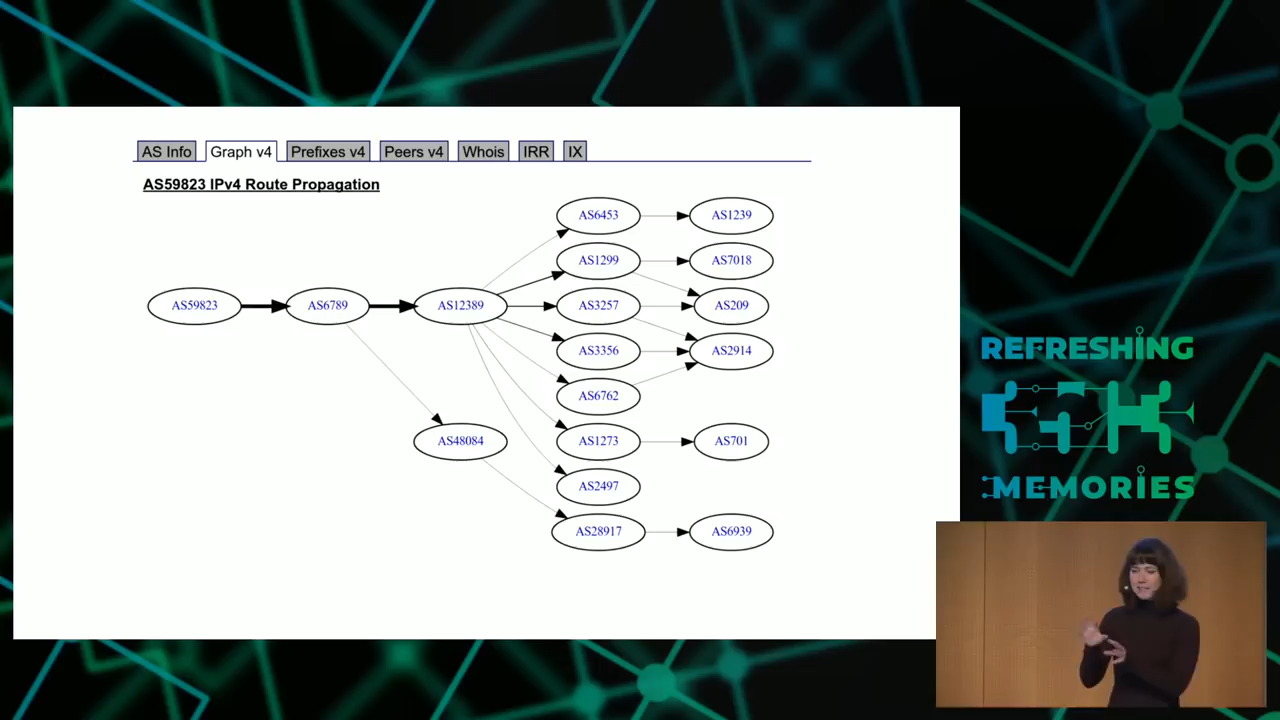 AS Info Graph v4 Prefixes v4 Peers v4 Whois IRR IX
AS59823 IPv4 Route Propagation
AS6453 AS1239
AS1299 AS7018
AS59823 AS6789 AS12389 AS3257 AS209
AS3356 AS2914
AS6762
AS48084 AS1273 AS701
AS2497
AS28917 AS6939
REFRESHING
MEMORIES